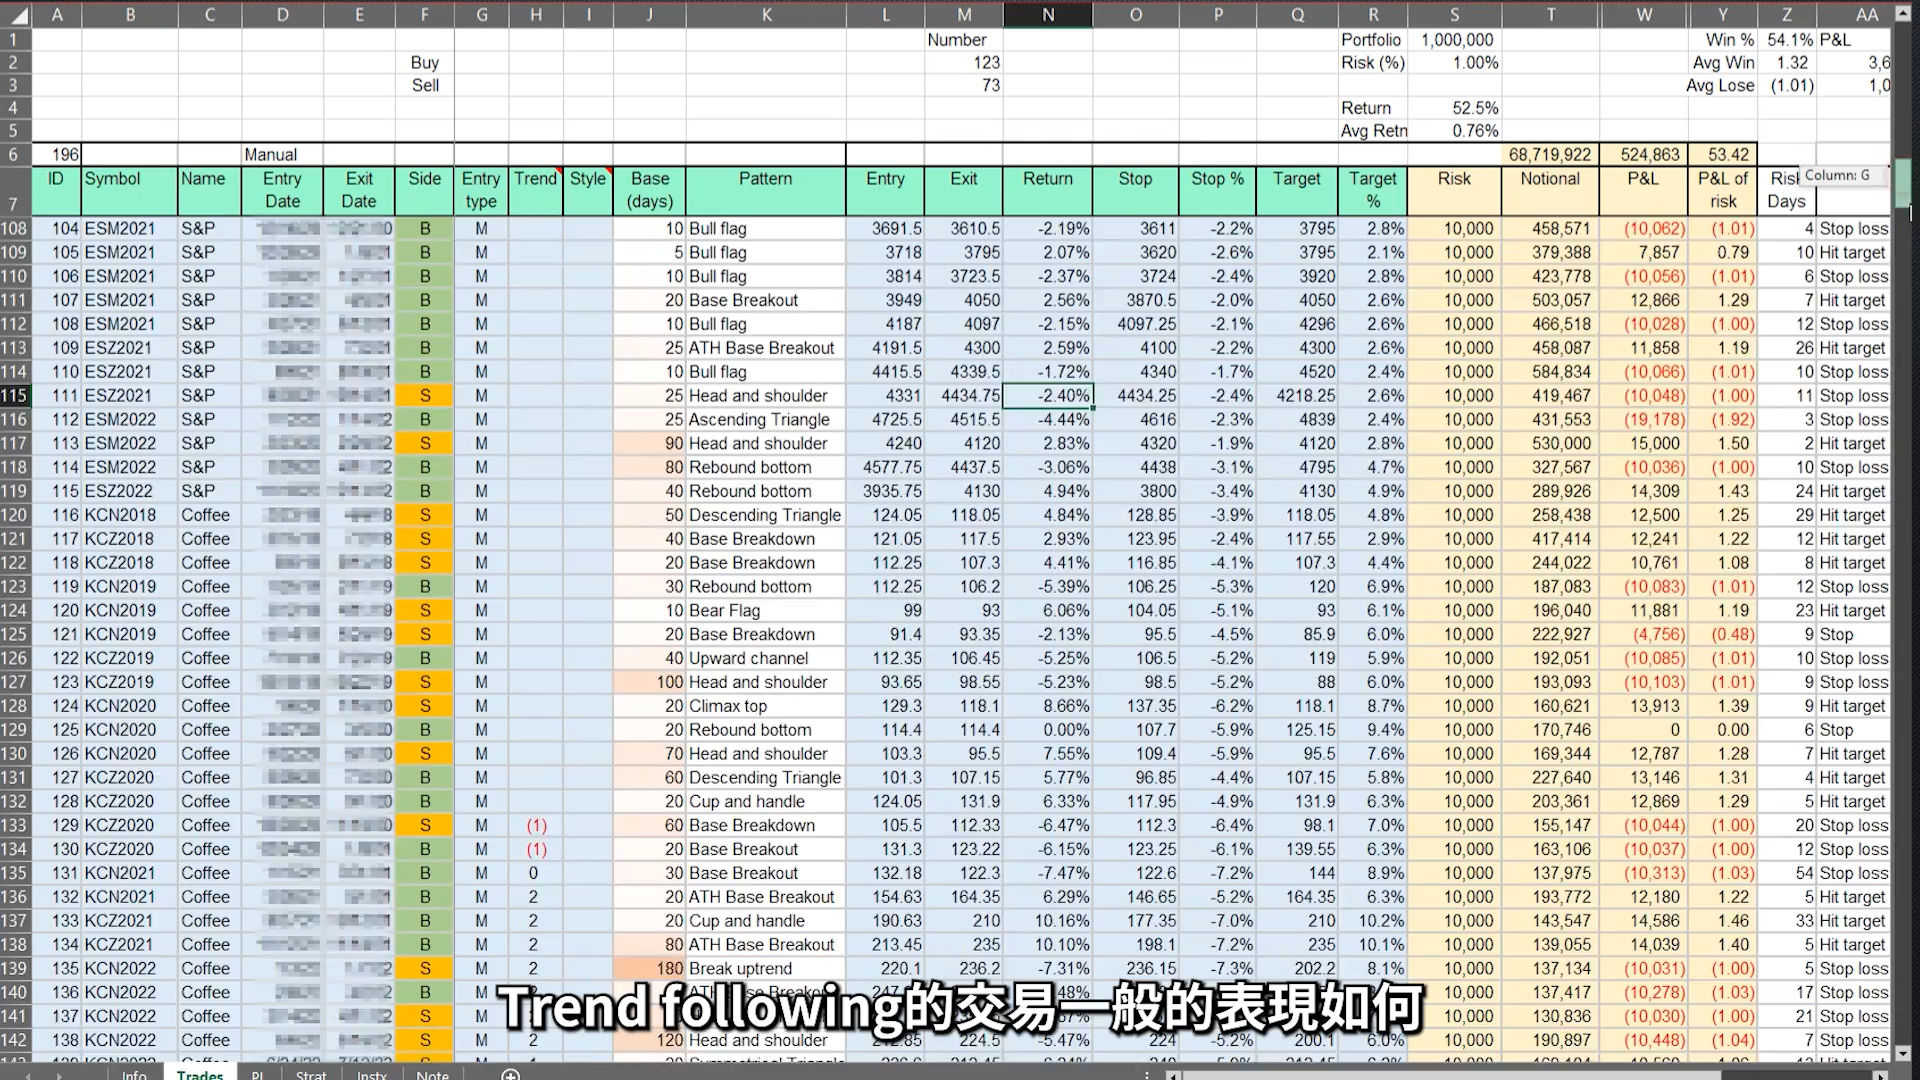 A B C D E F G H I J K L M N O P Q R S T W Y Z AA
1 Number Portfolio 1,000,000 Win % 54.1% P&L
2 Buy 123 Risk (%) 1.00% Avg Win 1.32 3,6
3 Sell 73 Avg Lose (1.01) 1,0
4 Return 52.5%
5 Avg Retn 0.76%
6 196 Manual 68,719,922 524,863 53.42
7 ID Symbol Name Entry Date Exit Date Side Entry type Trend Style Base (days) Pattern Entry Exit Return Stop Stop % Target Target % Risk Notional P&L P&L of risk Risk Days
Column: G
108 104 ESM2021 S&P B M 10 Bull flag 3691.5 3610.5 -2.19% 3611 -2.2% 3795 2.8% 10,000 458,571 (10,062) (1.01) 4 Stop loss
109 105 ESM2021 S&P B M 5 Bull flag 3718 3795 2.07% 3620 -2.6% 3795 2.1% 10,000 379,388 7,857 0.79 10 Hit target
110 106 ESM2021 S&P B M 10 Bull flag 3814 3723.5 -2.37% 3724 -2.4% 3920 2.8% 10,000 423,778 (10,056) (1.01) 6 Stop loss
111 107 ESM2021 S&P B M 20 Base Breakout 3949 4050 2.56% 3870.5 -2.0% 4050 2.6% 10,000 503,057 12,866 1.29 7 Hit target
112 108 ESM2021 S&P B M 10 Bull flag 4187 4097 -2.15% 4097.25 -2.1% 4296 2.6% 10,000 466,518 (10,028) (1.00) 12 Stop loss
113 109 ESZ2021 S&P B M 25 ATH Base Breakout 4191.5 4300 2.59% 4100 -2.2% 4300 2.6% 10,000 458,087 11,858 1.19 26 Hit target
114 110 ESZ2021 S&P B M 10 Bull flag 4415.5 4339.5 -1.72% 4340 -1.7% 4520 2.4% 10,000 584,834 (10,066) (1.01) 10 Stop loss
115 111 ESZ2021 S&P S M 25 Head and shoulder 4331 4434.75 -2.40% 4434.25 -2.4% 4218.25 2.6% 10,000 419,467 (10,048) (1.00) 11 Stop loss
116 112 ESM2022 S&P B M 25 Ascending Triangle 4725.5 4515.5 -4.44% 4616 -2.3% 4839 2.4% 10,000 431,553 (19,178) (1.92) 3 Stop loss
117 113 ESM2022 S&P S M 90 Head and shoulder 4240 4120 2.83% 4320 -1.9% 4120 2.8% 10,000 530,000 15,000 1.50 2 Hit target
118 114 ESM2022 S&P B M 80 Rebound bottom 4577.75 4437.5 -3.06% 4438 -3.1% 4795 4.7% 10,000 327,567 (10,036) (1.00) 10 Stop loss
119 115 ESZ2022 S&P B M 40 Rebound bottom 3935.75 4130 4.94% 3800 -3.4% 4130 4.9% 10,000 289,926 14,309 1.43 24 Hit target
120 116 KCN2018 Coffee S M 50 Descending Triangle 124.05 118.05 4.84% 128.85 -3.9% 118.05 4.8% 10,000 258,438 12,500 1.25 29 Hit target
121 117 KCZ2018 Coffee S M 40 Base Breakdown 121.05 117.5 2.93% 123.95 -2.4% 117.55 2.9% 10,000 417,414 12,241 1.22 12 Hit target
122 118 KCZ2018 Coffee S M 20 Base Breakdown 112.25 107.3 4.41% 116.85 -4.1% 107.3 4.4% 10,000 244,022 10,761 1.08 8 Hit target
123 119 KCN2019 Coffee B M 30 Rebound bottom 112.25 106.2 -5.39% 106.25 -5.3% 120 6.9% 10,000 187,083 (10,083) (1.01) 12 Stop loss
124 120 KCN2019 Coffee S M 10 Bear Flag 99 93 6.06% 104.05 -5.1% 93 6.1% 10,000 196,040 11,881 1.19 23 Hit target
125 121 KCN2019 Coffee S M 20 Base Breakdown 91.4 93.35 -2.13% 95.5 -4.5% 85.9 6.0% 10,000 222,927 (4,756) (0.48) 9 Stop
126 122 KCZ2019 Coffee B M 40 Upward channel 112.35 106.45 -5.25% 106.5 -5.2% 119 5.9% 10,000 192,051 (10,085) (1.01) 10 Stop loss
127 123 KCZ2019 Coffee S M 100 Head and shoulder 93.65 98.55 -5.23% 98.5 -5.2% 88 6.0% 10,000 193,093 (10,103) (1.01) 9 Stop loss
128 124 KCN2020 Coffee S M 20 Climax top 129.3 118.1 8.66% 137.35 -6.2% 118.1 8.7% 10,000 160,621 13,913 1.39 9 Hit target
129 125 KCN2020 Coffee B M 20 Rebound bottom 114.4 114.4 0.00% 107.7 -5.9% 125.15 9.4% 10,000 170,746 0 0.00 6 Stop
130 126 KCN2020 Coffee S M 70 Head and shoulder 103.3 95.5 7.55% 109.4 -5.9% 95.5 7.6% 10,000 169,344 12,787 1.28 7 Hit target
131 127 KCZ2020 Coffee B M 60 Descending Triangle 101.3 107.15 5.77% 96.85 -4.4% 107.15 5.8% 10,000 227,640 13,146 1.31 4 Hit target
132 128 KCZ2020 Coffee B M 20 Cup and handle 124.05 131.9 6.33% 117.95 -4.9% 131.9 6.3% 10,000 203,361 12,869 1.29 5 Hit target
133 129 KCZ2020 Coffee S M (1) 60 Base Breakdown 105.5 112.33 -6.47% 112.3 -6.4% 98.1 7.0% 10,000 155,147 (10,044) (1.00) 20 Stop loss
134 130 KCZ2020 Coffee B M (1) 20 Base Breakout 131.3 123.22 -6.15% 123.25 -6.1% 139.55 6.3% 10,000 163,106 (10,037) (1.00) 12 Stop loss
135 131 KCN2021 Coffee B M 0 30 Base Breakout 132.18 122.3 -7.47% 122.6 -7.2% 144 8.9% 10,000 137,975 (10,313) (1.03) 54 Stop loss
136 132 KCN2021 Coffee B M 2 20 ATH Base Breakout 154.63 164.35 6.29% 146.65 -5.2% 164.35 6.3% 10,000 193,772 12,180 1.22 5 Hit target
137 133 KCZ2021 Coffee B M 2 20 Cup and handle 190.63 210 10.16% 177.35 -7.0% 210 10.2% 10,000 143,547 14,586 1.46 33 Hit target
138 134 KCZ2021 Coffee B M 2 80 ATH Base Breakout 213.45 235 10.10% 198.1 -7.2% 235 10.1% 10,000 139,055 14,039 1.40 5 Hit target
139 135 KCN2022 Coffee S M 2 180 Break uptrend 220.1 236.2 -7.31% 236.15 -7.3% 202.2 8.1% 10,000 137,134 (10,031) (1.00) 5 Stop loss
140 136 KCN2022 Coffee B M 10,000 137,417 (10,278) (1.03) 17 Stop loss
141 137 KCN2022 Coffee S M 10,000 130,836 (10,030) (1.00) 21 Stop loss
142 138 KCN2022 Coffee S M 120 Head and shoulder 224.5 -5.47% 224 -5.2% 200.1 6.0% 10,000 190,897 (10,448) (1.04) 7 Stop loss
Trend following的交易一般的表現如何
Info Trades PL Strat Instx Note